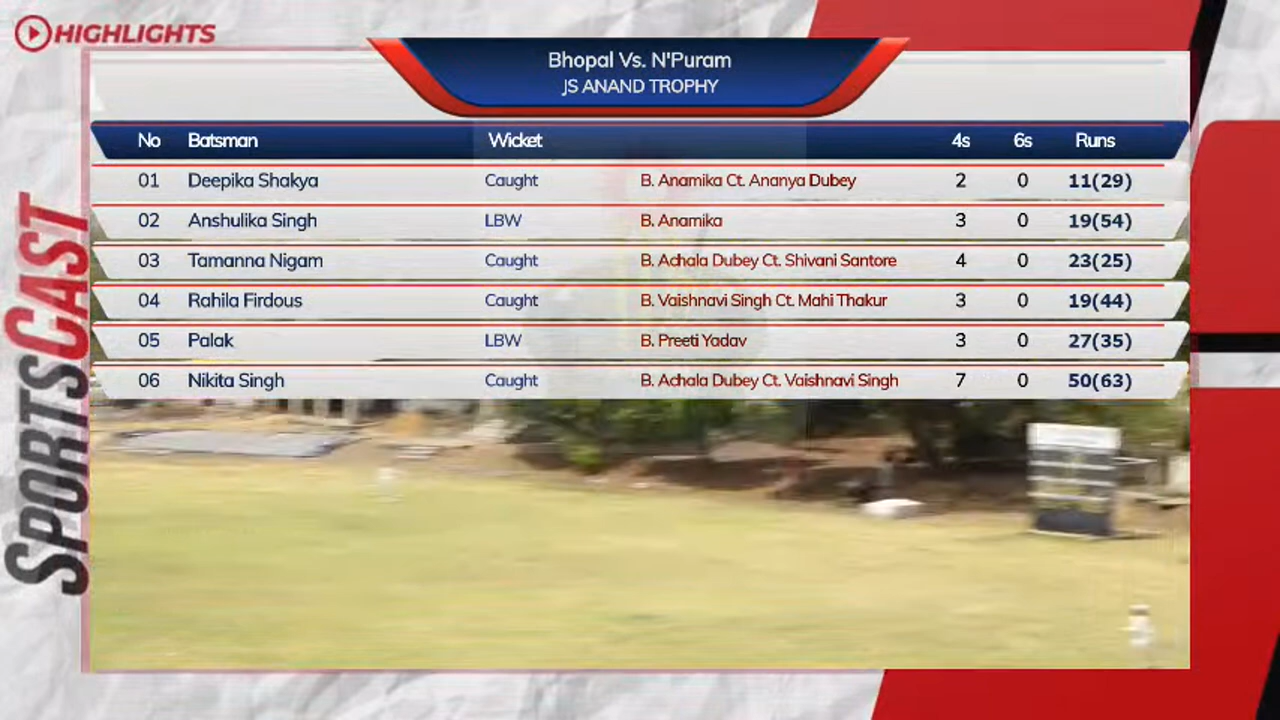 HIGHLIGHTS
Bhopal Vs. N'Puram
JS ANAND TROPHY
No Batsman Wicket 4s 6s Runs
01 Deepika Shakya Caught B. Anamika Ct. Ananya Dubey 2 0 11(29)
02 Anshulika Singh LBW B. Anamika 3 0 19(54)
03 Tamanna Nigam Caught B. Achala Dubey Ct. Shivani Santore 4 0 23(25)
04 Rahila Firdous Caught B. Vaishnavi Singh Ct. Mahi Thakur 3 0 19(44)
05 Palak LBW B. Preeti Yadav 3 0 27(35)
06 Nikita Singh Caught B. Achala Dubey Ct. Vaishnavi Singh 7 0 50(63)
SPORTSCAST